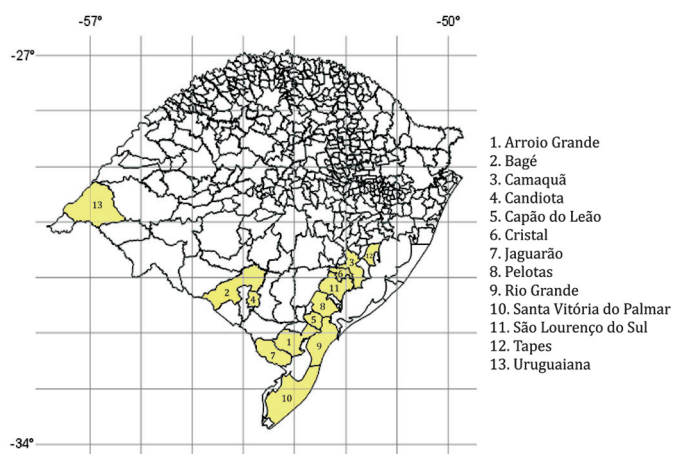 -57°
-50°
-27°
13
12
3
6
11
2
4
8
5
1
9
7
10
-34°
1. Arroio Grande
2. Bagé
3. Camaquã
4. Candiota
5. Capão do Leão
6. Cristal
7. Jaguarão
8. Pelotas
9. Rio Grande
10. Santa Vitória do Palmar
11. São Lourenço do Sul
12. Tapes
13. Uruguaiana